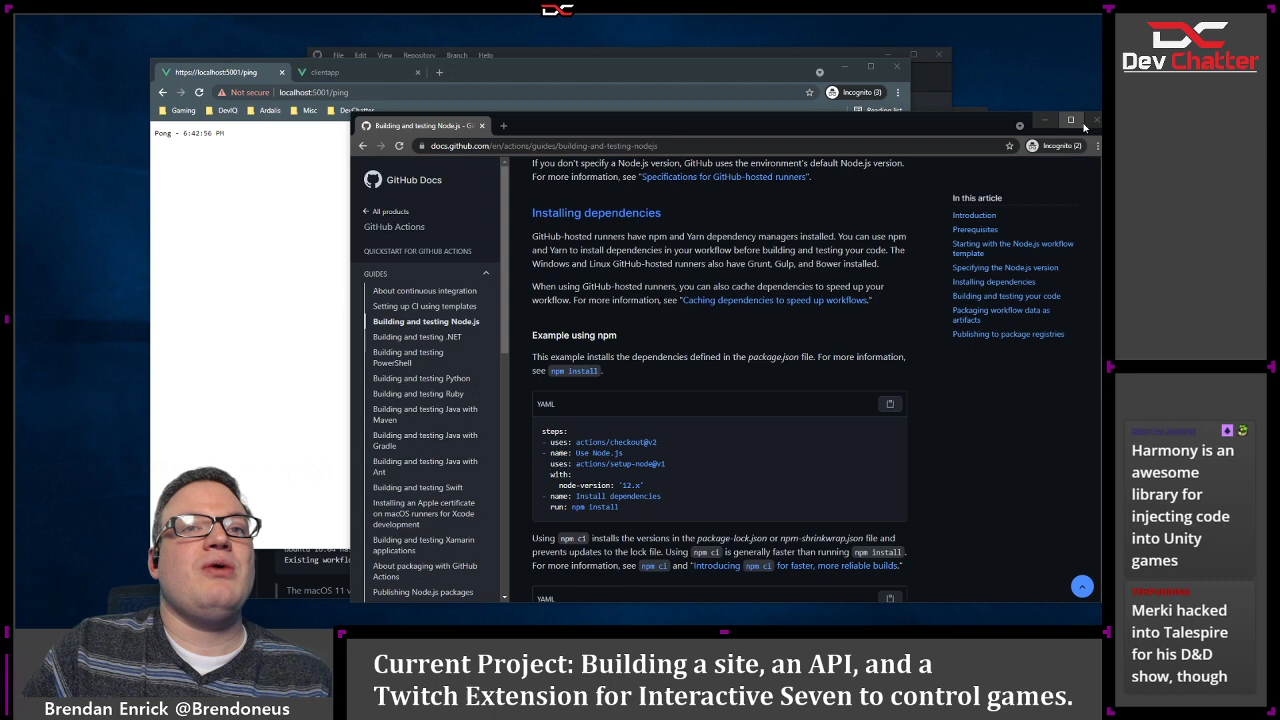 DC
File Edit View Repository Branch Help
https://localhost:5001/ping
clientapp
Not secure localhost:5001/ping
Incognito (3)
Gaming DevIQ Ardalis Misc DevChatter
Reading list
Pong - 6:42:56 PM
Building and testing Node.js - Gi
docs.github.com/en/actions/guides/building-and-testing-nodejs
Incognito (2)
GitHub Docs
All products
GitHub Actions
QUICKSTART FOR GITHUB ACTIONS
GUIDES
About continuous integration
Setting up CI using templates
Building and testing Node.js
Building and testing .NET
Building and testing
PowerShell
Building and testing Python
Building and testing Ruby
Building and testing Java with
Maven
Building and testing Java with
Gradle
Building and testing Java with
Ant
Building and testing Swift
Installing an Apple certificate
on macOS runners for Xcode
development
Building and testing Xamarin
applications
About packaging with GitHub
Actions
Publishing Node.js packages
If you don't specify a Node.js version, GitHub uses the environment's default Node.js version.
For more information, see "Specifications for GitHub-hosted runners".
Installing dependencies
GitHub-hosted runners have npm and Yarn dependency managers installed. You can use npm
and Yarn to install dependencies in your workflow before building and testing your code. The
Windows and Linux GitHub-hosted runners also have Grunt, Gulp, and Bower installed.
When using GitHub-hosted runners, you can also cache dependencies to speed up your
workflow. For more information, see "Caching dependencies to speed up workflows."
Example using npm
This example installs the dependencies defined in the package.json file. For more information,
see npm install.
YAML
steps:
- uses: actions/checkout@v2
- name: Use Node.js
uses: actions/setup-node@v1
with:
node-version: '12.x'
- name: Install dependencies
run: npm install
Using npm ci installs the versions in the package-lock.json or npm-shrinkwrap.json file and
prevents updates to the lock file. Using npm ci is generally faster than running npm install.
For more information, see npm ci and "Introducing npm ci for faster, more reliable builds."
YAML
In this article
Introduction
Prerequisites
Starting with the Node.js workflow
template
Specifying the Node.js version
Installing dependencies
Building and testing your code
Packaging workflow data as
artifacts
Publishing to package registries
Existing workflo
The macOS 11 v
DC
Dev Chatter
Harmony is an
awesome
library for
injecting code
into Unity
games
Merki hacked
into Talespire
for his D&D
show, though
Current Project: Building a site, an API, and a
Twitch Extension for Interactive Seven to control games.
Brendan Enrick @Brendoneus